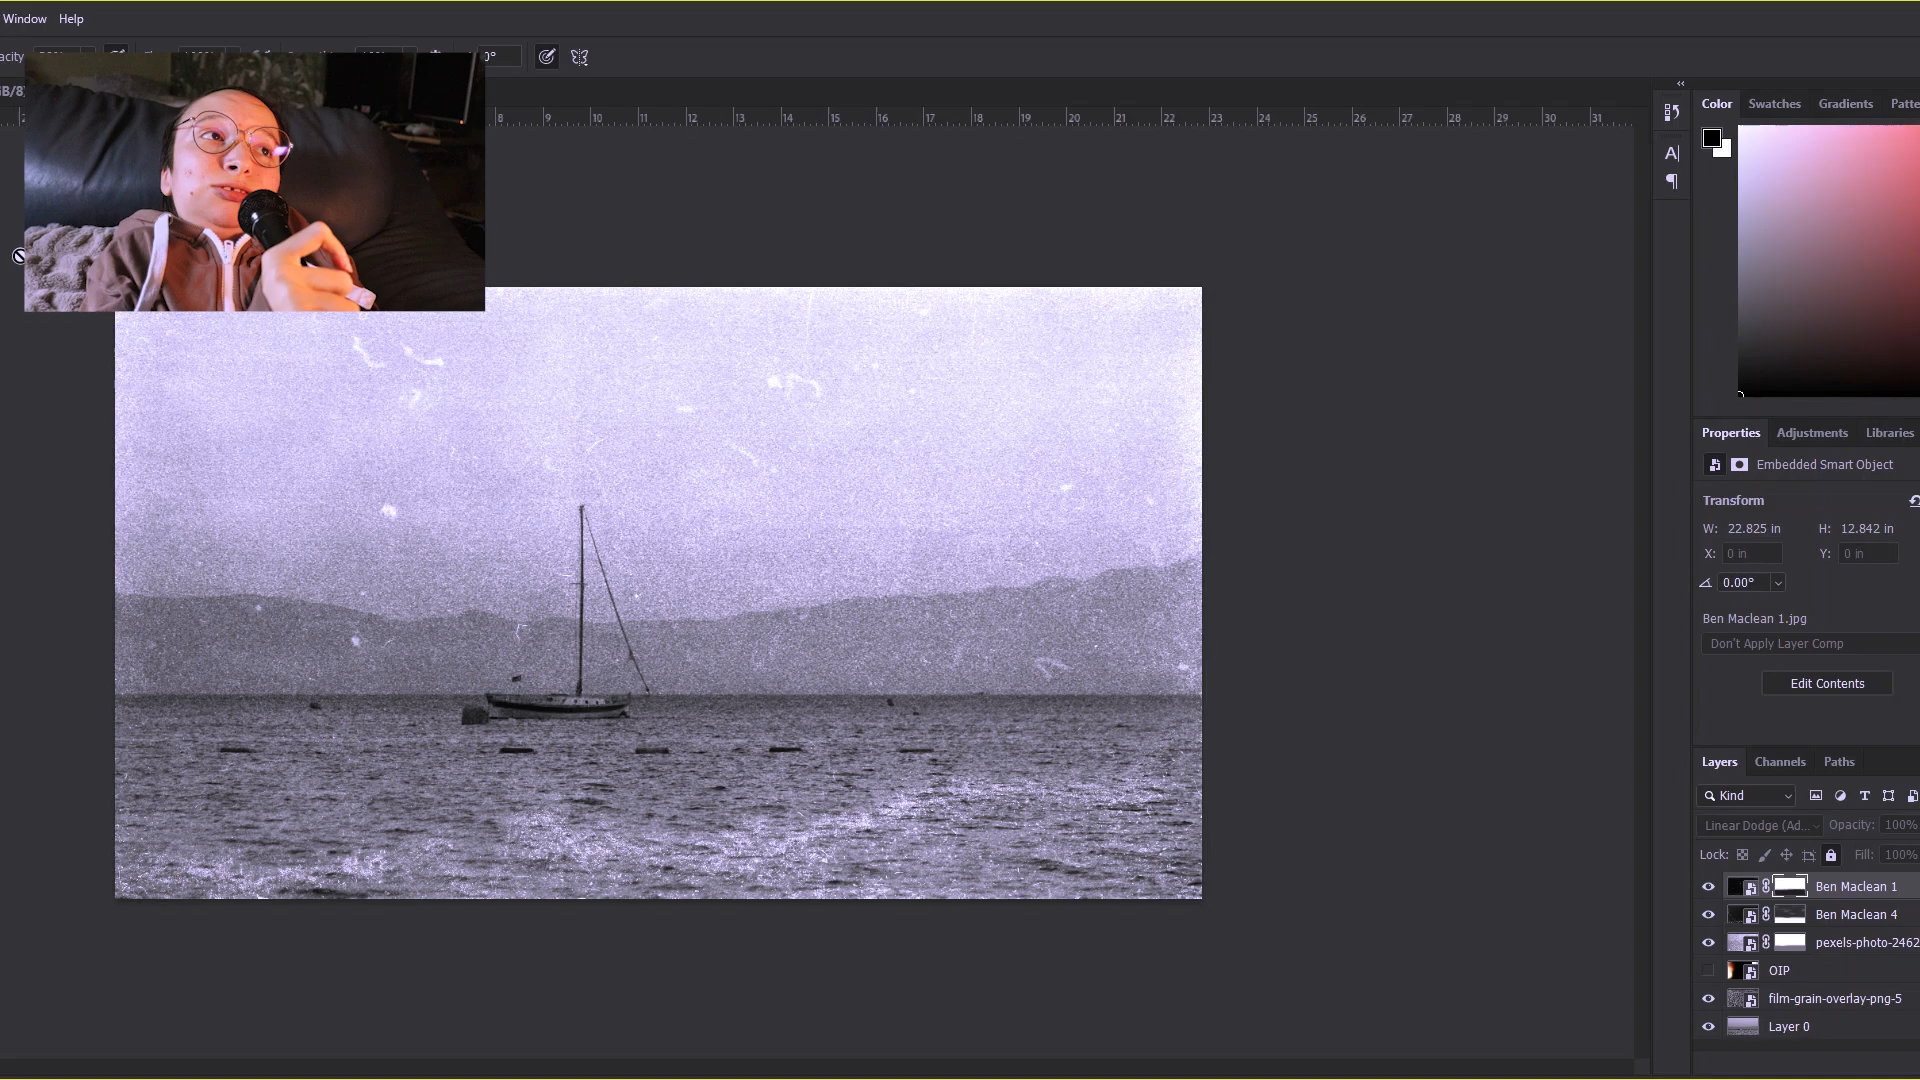 Window Help
acity
0°
GB/8
8 9 10 11 12 13 14 15 16 17 18 19 20 21 22 23 24 25 26 27 28 29 30 31
Color Swatches Gradients Patte
A|
¶
Properties Adjustments Libraries
Embedded Smart Object
Transform
W: 22.825 in H: 12.842 in
X: 0 in Y: 0 in
0.00°
Ben Maclean 1.jpg
Don't Apply Layer Comp
Edit Contents
Layers Channels Paths
Kind
T
Linear Dodge (Ad... Opacity: 100%
Lock: Fill: 100%
Ben Maclean 1
Ben Maclean 4
pexels-photo-2462
OIP
film-grain-overlay-png-5
Layer 0